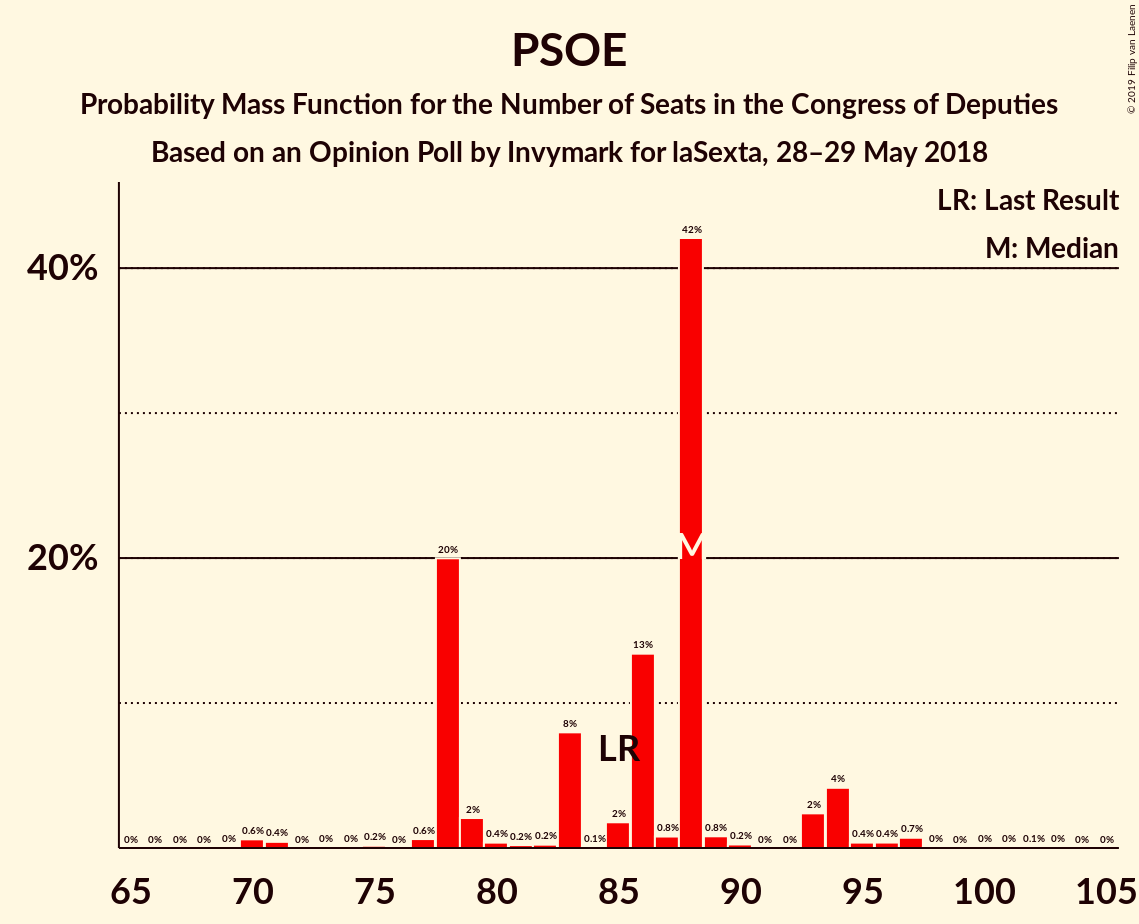 PSOE
Probability Mass Function for the Number of Seats in the Congress of Deputies
Based on an Opinion Poll by Invymark for laSexta, 28–29 May 2018
© 2019 Filip van Laenen
LR: Last Result
M: Median
40%
20%
0% 0% 0% 0% 0% 0.6% 0.4% 0% 0% 0% 0.2% 0% 0.6% 20% 2% 0.4% 0.2% 0.2% 8% 0.1% 2% 13% 0.8% 42% 0.8% 0.2% 0% 0% 2% 4% 0.4% 0.4% 0.7% 0% 0% 0% 0% 0.1% 0% 0% 0%
M
LR
65 70 75 80 85 90 95 100 105